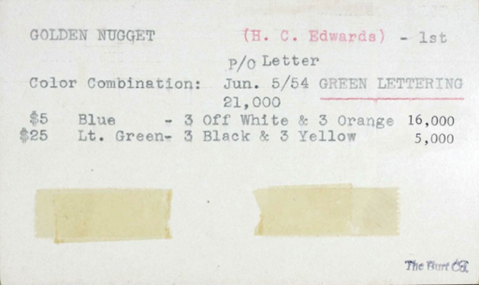 GOLDEN NUGGET (H. C. Edwards) - 1st
P/O Letter
Color Combination: Jun. 5/54 GREEN LETTERING
21,000
$5 Blue - 3 Off White & 3 Orange 16,000
$25 Lt. Green- 3 Black & 3 Yellow 5,000
The Burt Co.